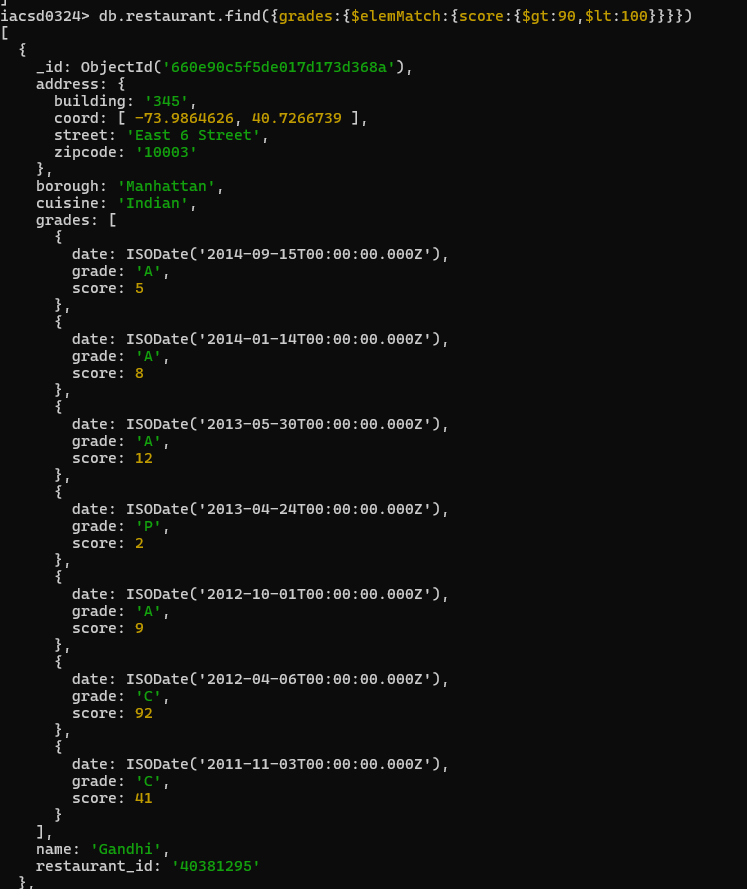 ]
iacsd0324> db.restaurant.find({grades:{$elemMatch:{score:{$gt:90,$lt:100}}}})
[
  {
    _id: ObjectId('660e90c5f5de017d173d368a'),
    address: {
      building: '345',
      coord: [ -73.9864626, 40.7266739 ],
      street: 'East 6 Street',
      zipcode: '10003'
    },
    borough: 'Manhattan',
    cuisine: 'Indian',
    grades: [
      {
        date: ISODate('2014-09-15T00:00:00.000Z'),
        grade: 'A',
        score: 5
      },
      {
        date: ISODate('2014-01-14T00:00:00.000Z'),
        grade: 'A',
        score: 8
      },
      {
        date: ISODate('2013-05-30T00:00:00.000Z'),
        grade: 'A',
        score: 12
      },
      {
        date: ISODate('2013-04-24T00:00:00.000Z'),
        grade: 'P',
        score: 2
      },
      {
        date: ISODate('2012-10-01T00:00:00.000Z'),
        grade: 'A',
        score: 9
      },
      {
        date: ISODate('2012-04-06T00:00:00.000Z'),
        grade: 'C',
        score: 92
      },
      {
        date: ISODate('2011-11-03T00:00:00.000Z'),
        grade: 'C',
        score: 41
      }
    ],
    name: 'Gandhi',
    restaurant_id: '40381295'
  },